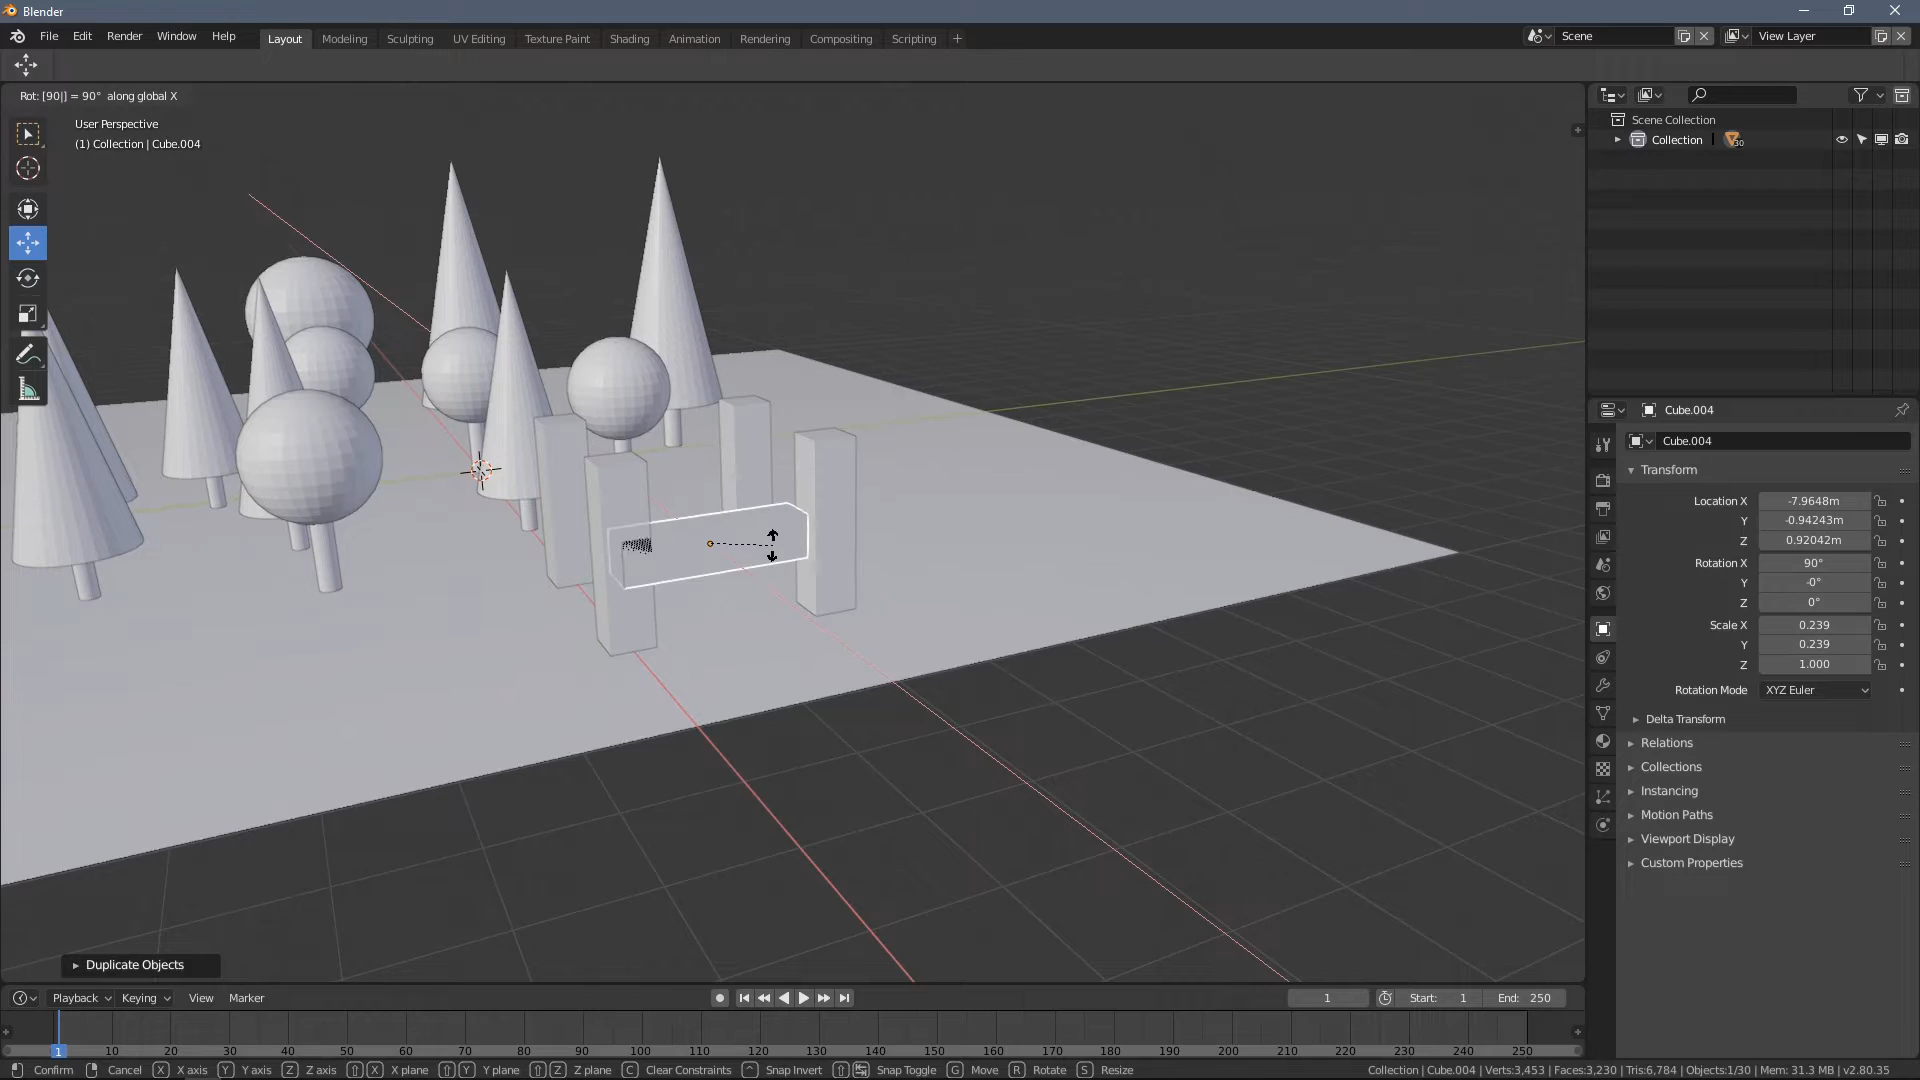 Blender
File Edit Render Window Help Layout Modeling Sculpting UV Editing Texture Paint Shading Animation Rendering Compositing Scripting + Scene View Layer
Rot: [90|] = 90° along global X
User Perspective
(1) Collection | Cube.004
Scene Collection
Collection 30
Cube.004
Cube.004
Transform
Location X -7.9648m
Y -0.94243m
Z 0.92042m
Rotation X 90°
Y -0°
Z 0°
Scale X 0.239
Y 0.239
Z 1.000
Rotation Mode XYZ Euler
Delta Transform
Relations
Collections
Instancing
Motion Paths
Viewport Display
Custom Properties
Duplicate Objects
Playback Keying View Marker 1 Start: 1 End: 250
1 10 20 30 40 50 60 70 80 90 100 110 120 130 140 150 160 170 180 190 200 210 220 230 240 250
Confirm Cancel X X axis Y Y axis Z Z axis X X plane Y Y plane Z Z plane C Clear Constraints ^ Snap Invert Snap Toggle G Move R Rotate S Resize Collection | Cube.004 | Verts:3,453 | Faces:3,230 | Tris:6,784 | Objects:1/30 | Mem: 31.3 MB | v2.80.35